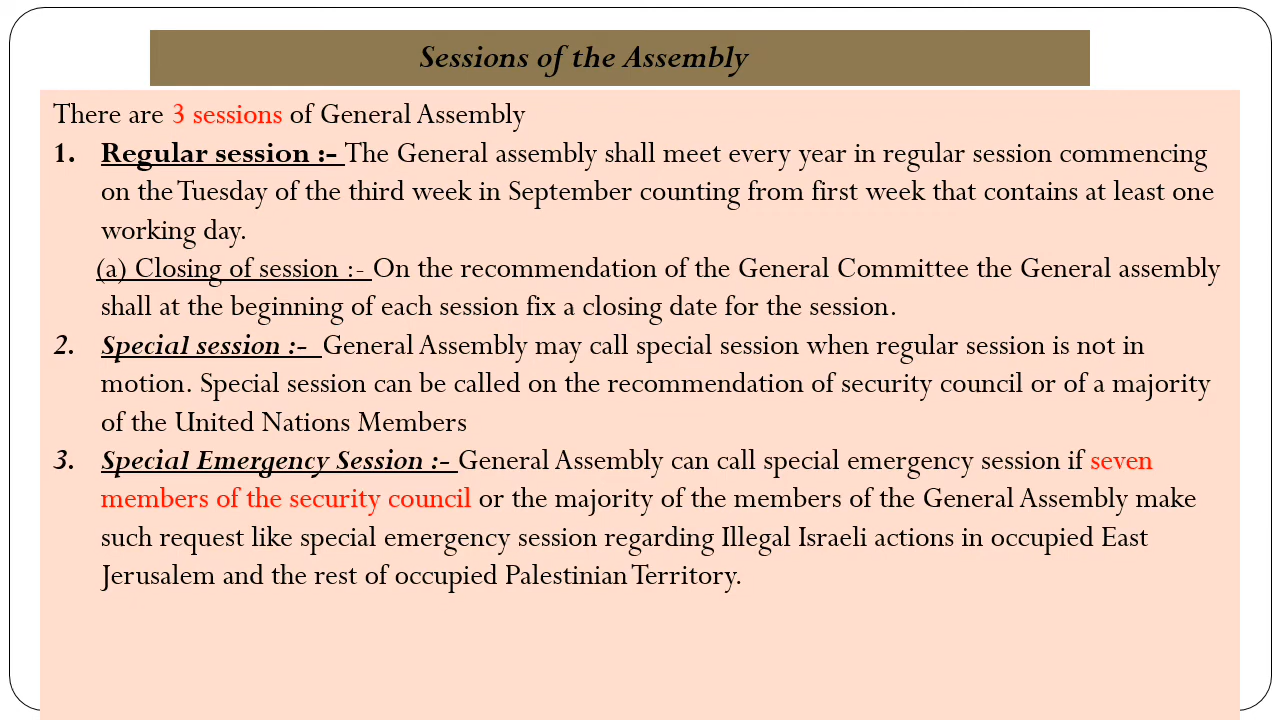 Sessions of the Assembly
There are 3 sessions of General Assembly
1. Regular session :- The General assembly shall meet every year in regular session commencing
on the Tuesday of the third week in September counting from first week that contains at least one
working day.
(a) Closing of session :- On the recommendation of the General Committee the General assembly
shall at the beginning of each session fix a closing date for the session.
2. Special session :- General Assembly may call special session when regular session is not in
motion. Special session can be called on the recommendation of security council or of a majority
of the United Nations Members
3. Special Emergency Session :- General Assembly can call special emergency session if seven
members of the security council or the majority of the members of the General Assembly make
such request like special emergency session regarding Illegal Israeli actions in occupied East
Jerusalem and the rest of occupied Palestinian Territory.